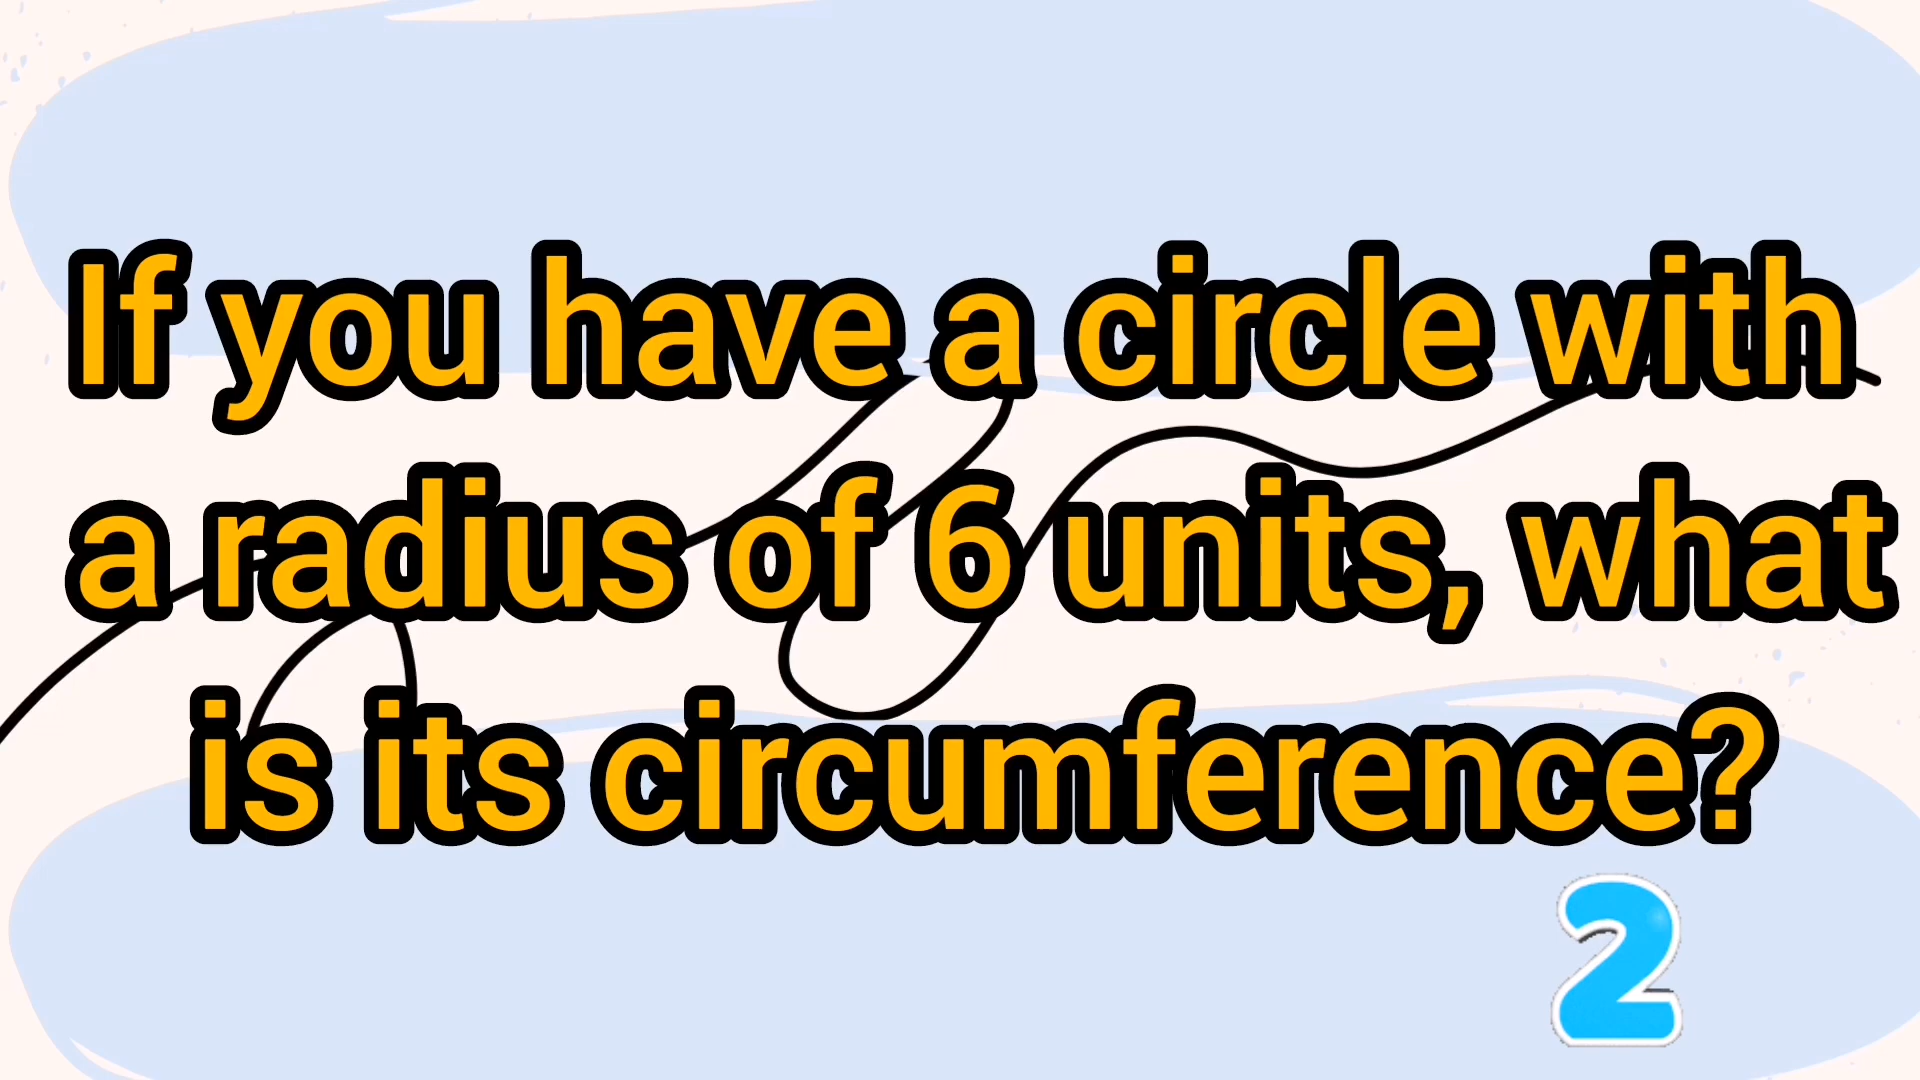 If you have a circle with
a radius of 6 units, what
is its circumference?
2